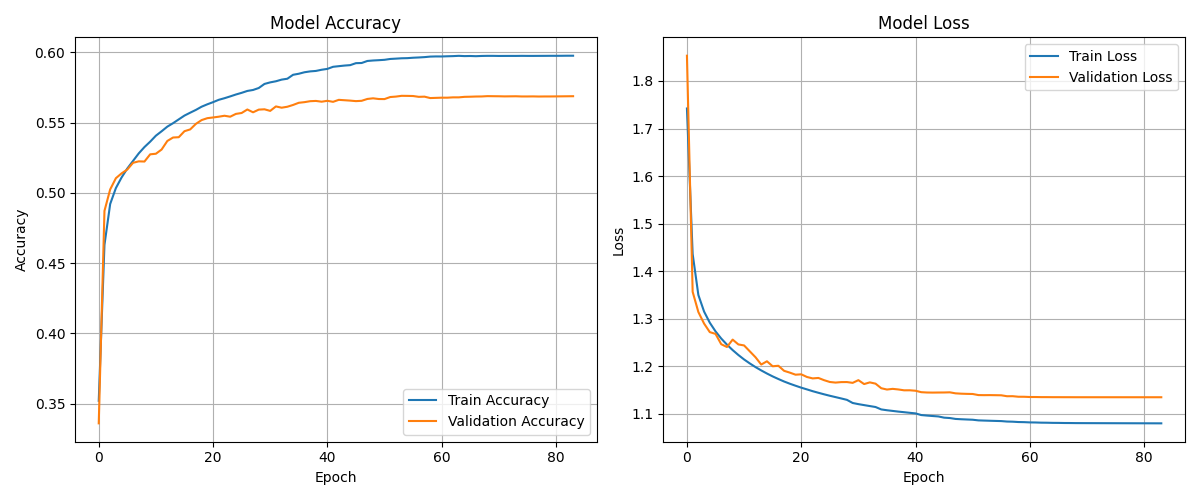 Model Accuracy
0.60
0.55
0.50
0.45
0.40
0.35
Accuracy
0
20
40
60
80
Epoch
Train Accuracy
Validation Accuracy
Model Loss
1.8
1.7
1.6
1.5
1.4
1.3
1.2
1.1
Loss
0
20
40
60
80
Epoch
Train Loss
Validation Loss